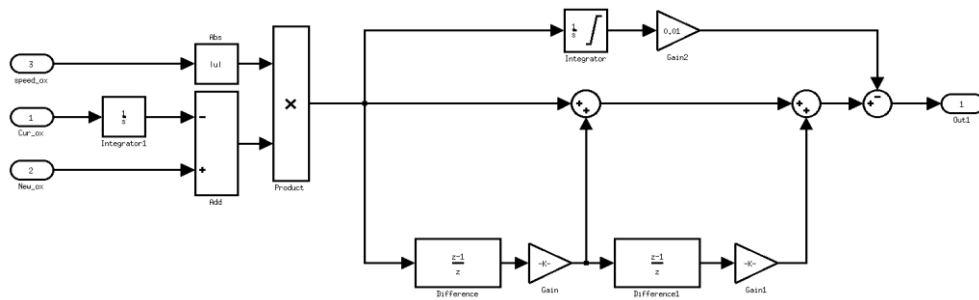 Abs
3
|u|
speed_ox
1
1
s
Cur_ox
Integrator1
2
New_ox
-
+
Add
×
Product
1
s
Integrator
0.01
Gain2
+
+
+
+
-
+
1
Out1
z-1
z
Difference
-K-
Gain
z-1
z
Difference1
-K-
Gain1